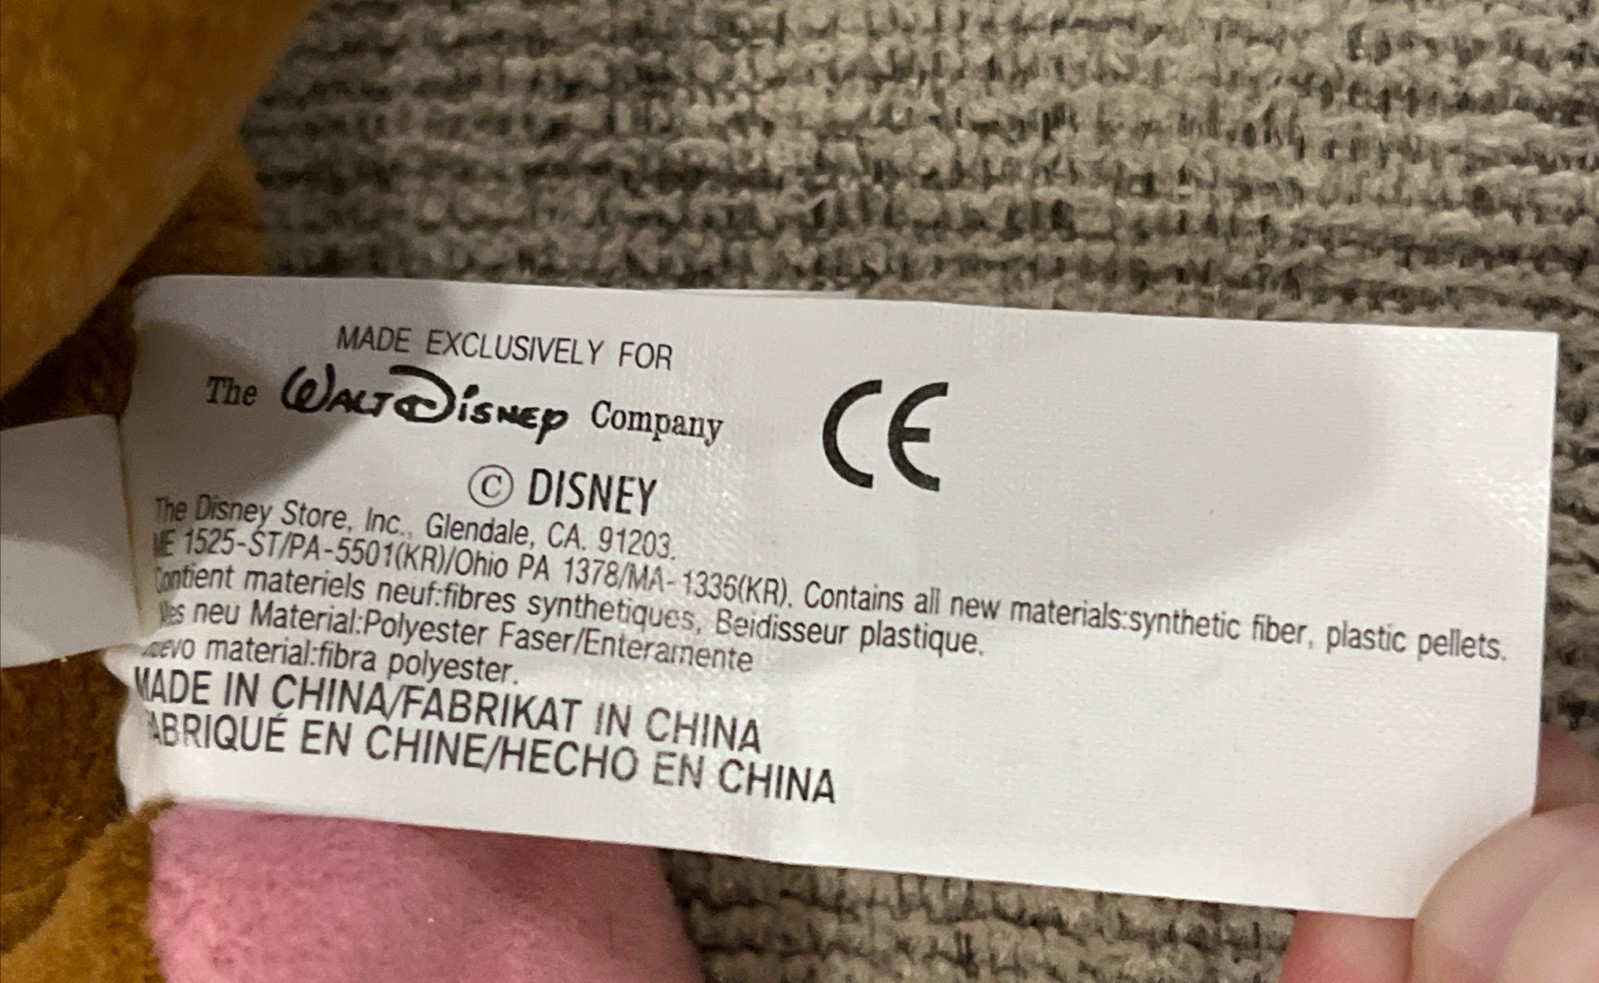 MADE EXCLUSIVELY FOR
The WALT DISNEY Company
CE
© DISNEY
The Disney Store, Inc., Glendale, CA. 91203.
1525-ST/PA-5501(KR)/Ohio PA 1378/MA-1336(KR). Contains all new materials:synthetic fiber, plastic pellets.
Contient materiels neuf:fibres synthetiques, Beidisseur plastique.
neu Material:Polyester Faser/Enteramente
material:fibra polyester.
MADE IN CHINA/FABRIKAT IN CHINA
FABRIQUÉ EN CHINE/HECHO EN CHINA